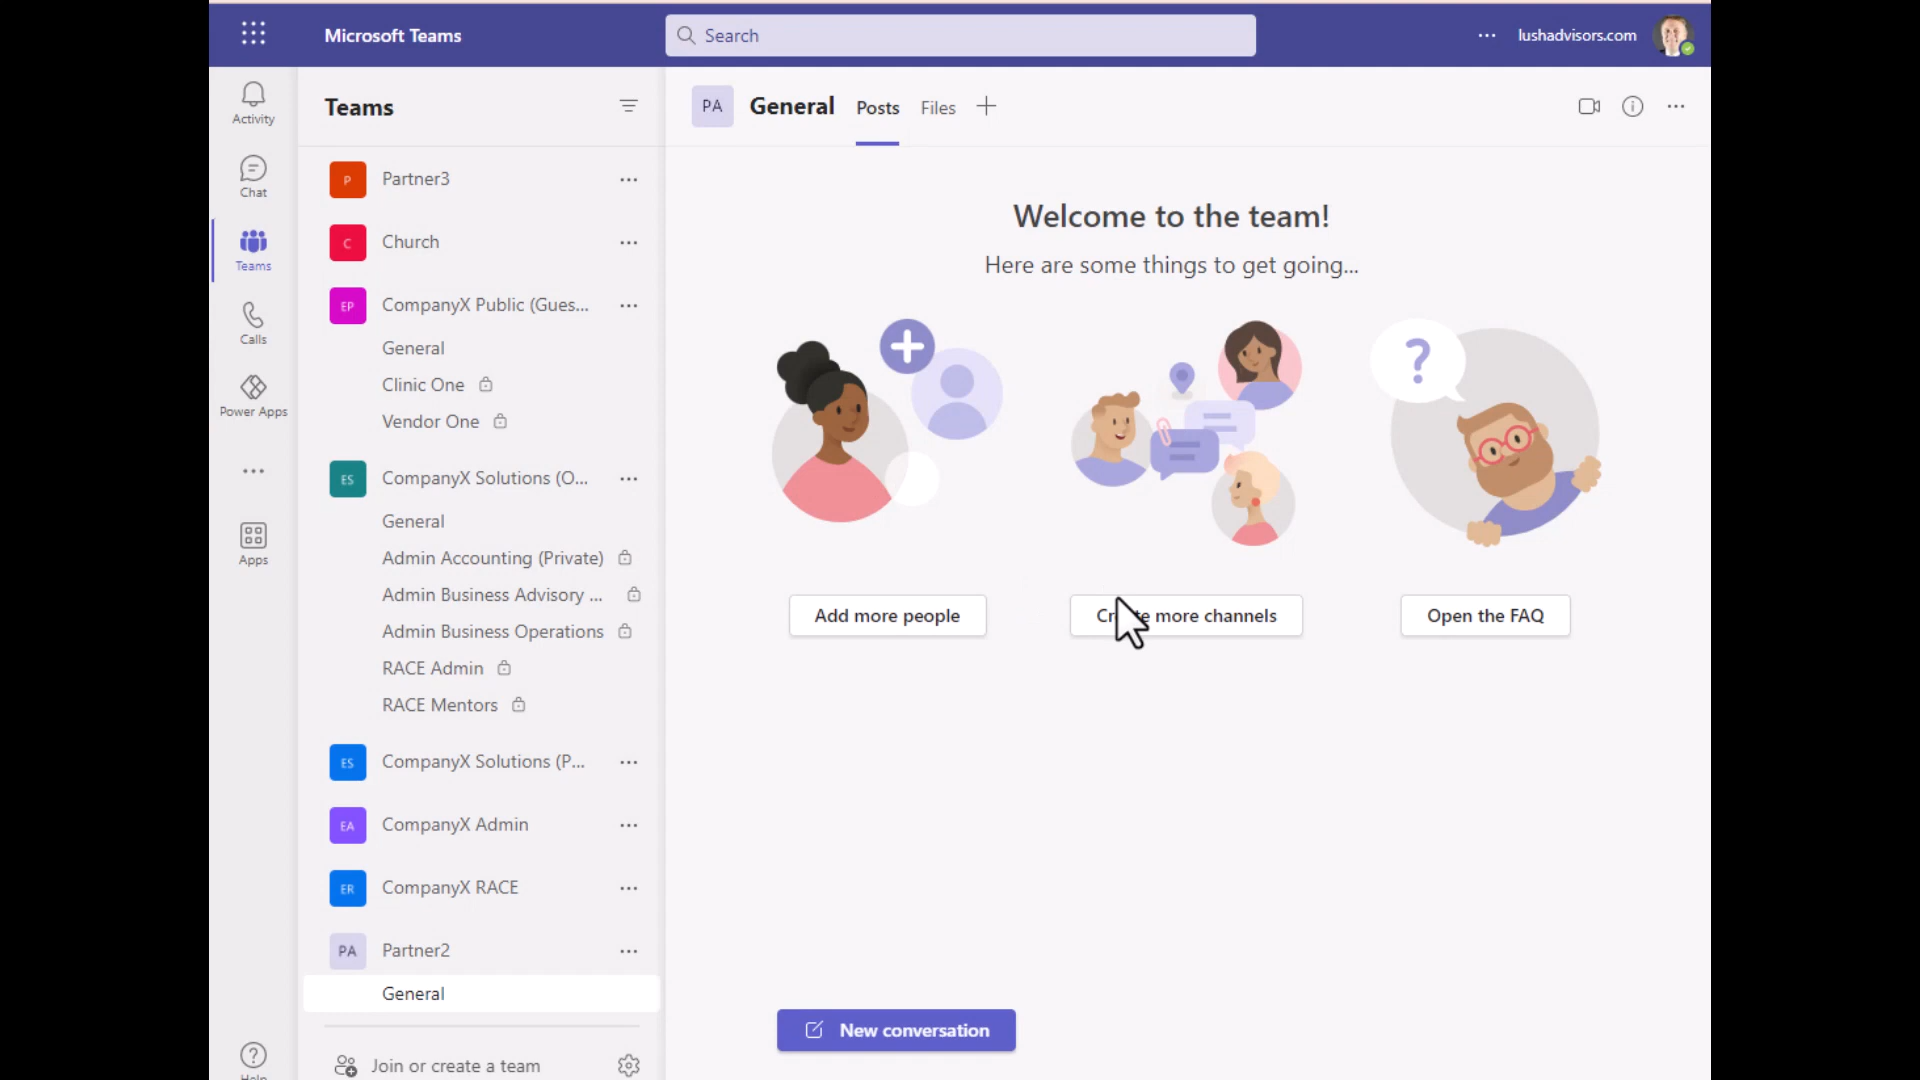 Microsoft Teams
Search
...
lushadvisors.com
Activity
Chat
Teams
Calls
Power Apps
...
Apps
Help
Teams
P Partner3 ...
C Church ...
EP CompanyX Public (Gues... ...
General
Clinic One
Vendor One
ES CompanyX Solutions (O... ...
General
Admin Accounting (Private)
Admin Business Advisory ...
Admin Business Operations
RACE Admin
RACE Mentors
ES CompanyX Solutions (P... ...
EA CompanyX Admin ...
ER CompanyX RACE ...
PA Partner2 ...
General
Join or create a team
PA General Posts Files +
...
Welcome to the team!
Here are some things to get going...
?
Add more people
more channels
Open the FAQ
New conversation